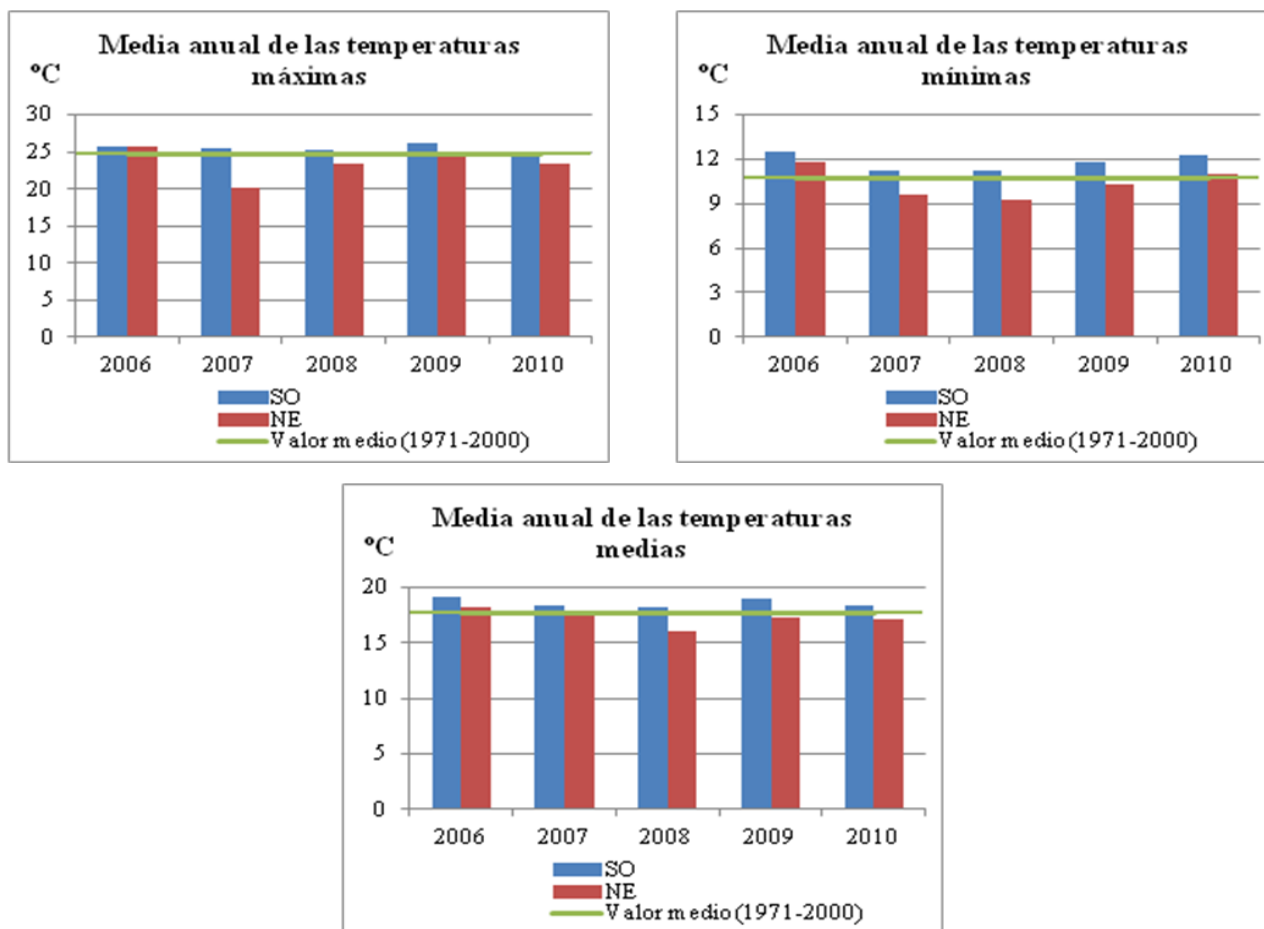 Media anual de las temperaturas
máximas
ºC
30
25
20
15
10
5
0
2006 2007 2008 2009 2010
SO
NE
Valor medio (1971-2000)
Media anual de las temperaturas
mínimas
ºC
15
12
9
6
3
0
2006 2007 2008 2009 2010
SO
NE
Valor medio (1971-2000)
Media anual de las temperaturas
medias
ºC
20
15
10
5
0
2006 2007 2008 2009 2010
SO
NE
Valor medio (1971-2000)